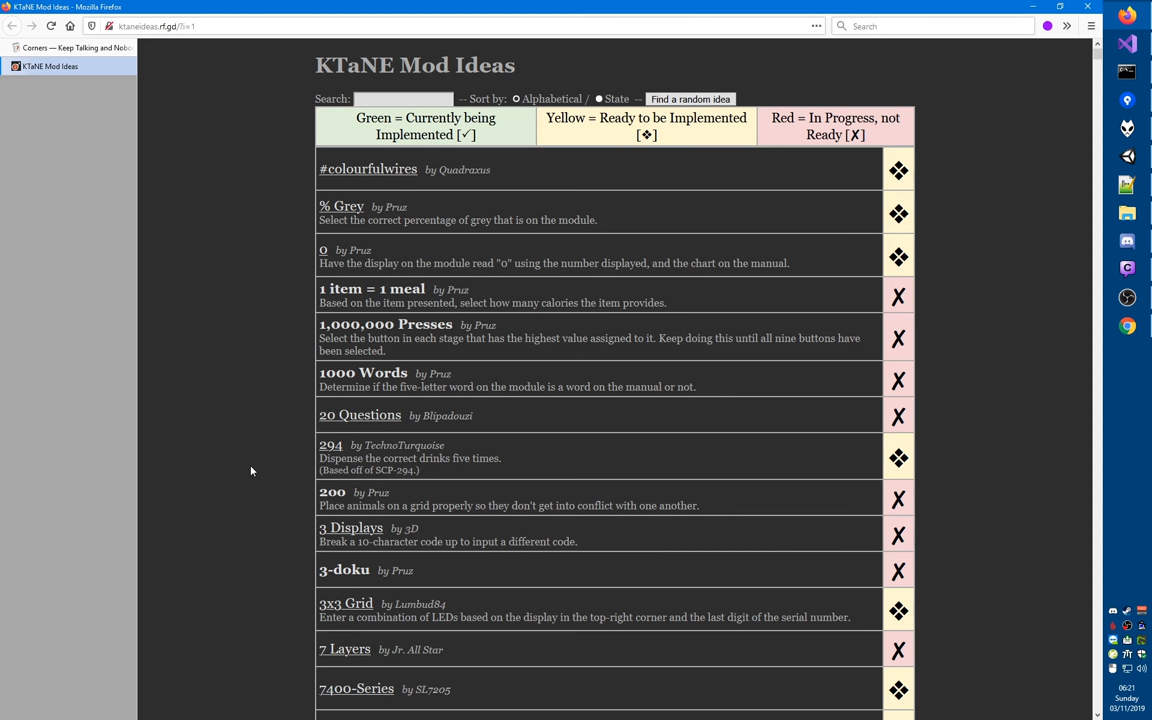 KTaNE Mod Ideas - Mozilla Firefox
ktaneideas.rf.gd/?i=1
Search
Corners — Keep Talking and Nobo
KTaNE Mod Ideas
KTaNE Mod Ideas
Search: -- Sort by: Alphabetical / State -- Find a random idea
Green = Currently being
Implemented [✓]
Yellow = Ready to be Implemented
[❖]
Red = In Progress, not
Ready [✗]
#colourfulwires by Quadraxus ❖
% Grey by Pruz
Select the correct percentage of grey that is on the module. ❖
0 by Pruz
Have the display on the module read "0" using the number displayed, and the chart on the manual. ❖
1 item = 1 meal by Pruz
Based on the item presented, select how many calories the item provides. ✗
1,000,000 Presses by Pruz
Select the button in each stage that has the highest value assigned to it. Keep doing this until all nine buttons have ✗
been selected.
1000 Words by Pruz
Determine if the five-letter word on the module is a word on the manual or not. ✗
20 Questions by Blipadouzi ✗
294 by TechnoTurquoise
Dispense the correct drinks five times. ❖
(Based off of SCP-294.)
200 by Pruz
Place animals on a grid properly so they don't get into conflict with one another. ✗
3 Displays by 3D
Break a 10-character code up to input a different code. ✗
3-doku by Pruz ✗
3x3 Grid by Lumbud84
Enter a combination of LEDs based on the display in the top-right corner and the last digit of the serial number. ❖
7 Layers by Jr. All Star ✗
7400-Series by SL7205 ❖
06:21
Sunday
03/11/2019